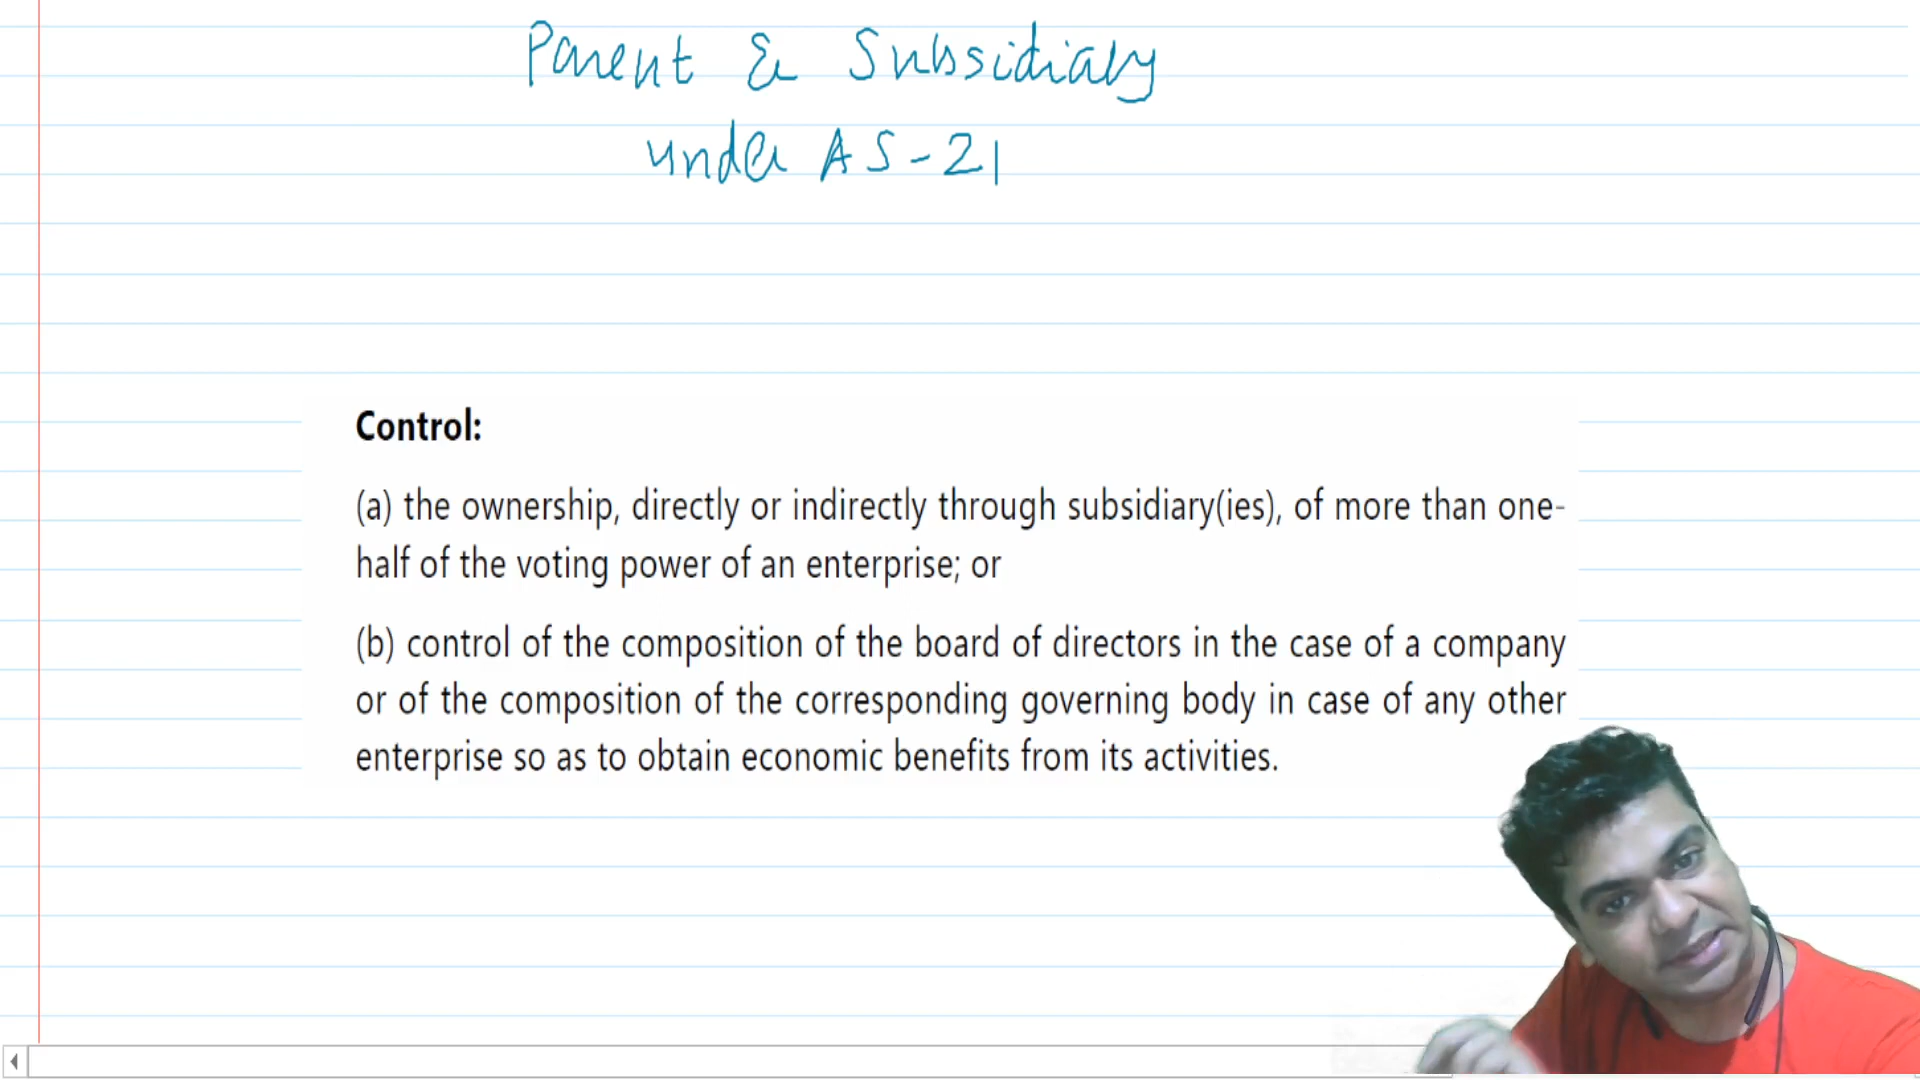 Parent & Subsidiary
under AS-21
Control:
(a) the ownership, directly or indirectly through subsidiary(ies), of more than one-
half of the voting power of an enterprise; or
(b) control of the composition of the board of directors in the case of a company
or of the composition of the corresponding governing body in case of any other
enterprise so as to obtain economic benefits from its activities.